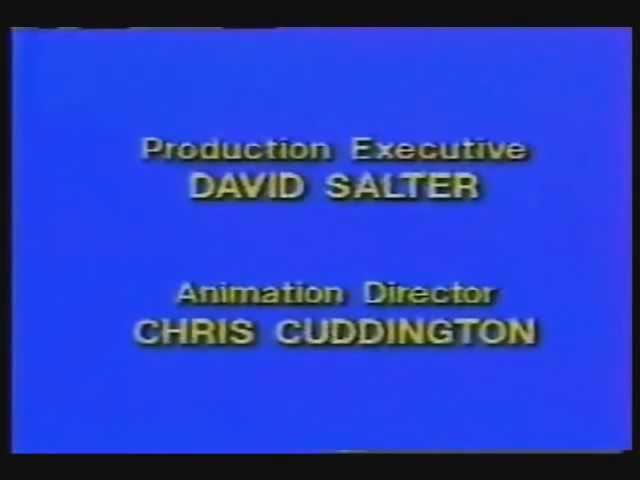 Production Executive
DAVID SALTER
Animation Director
CHRIS CUDDINGTON